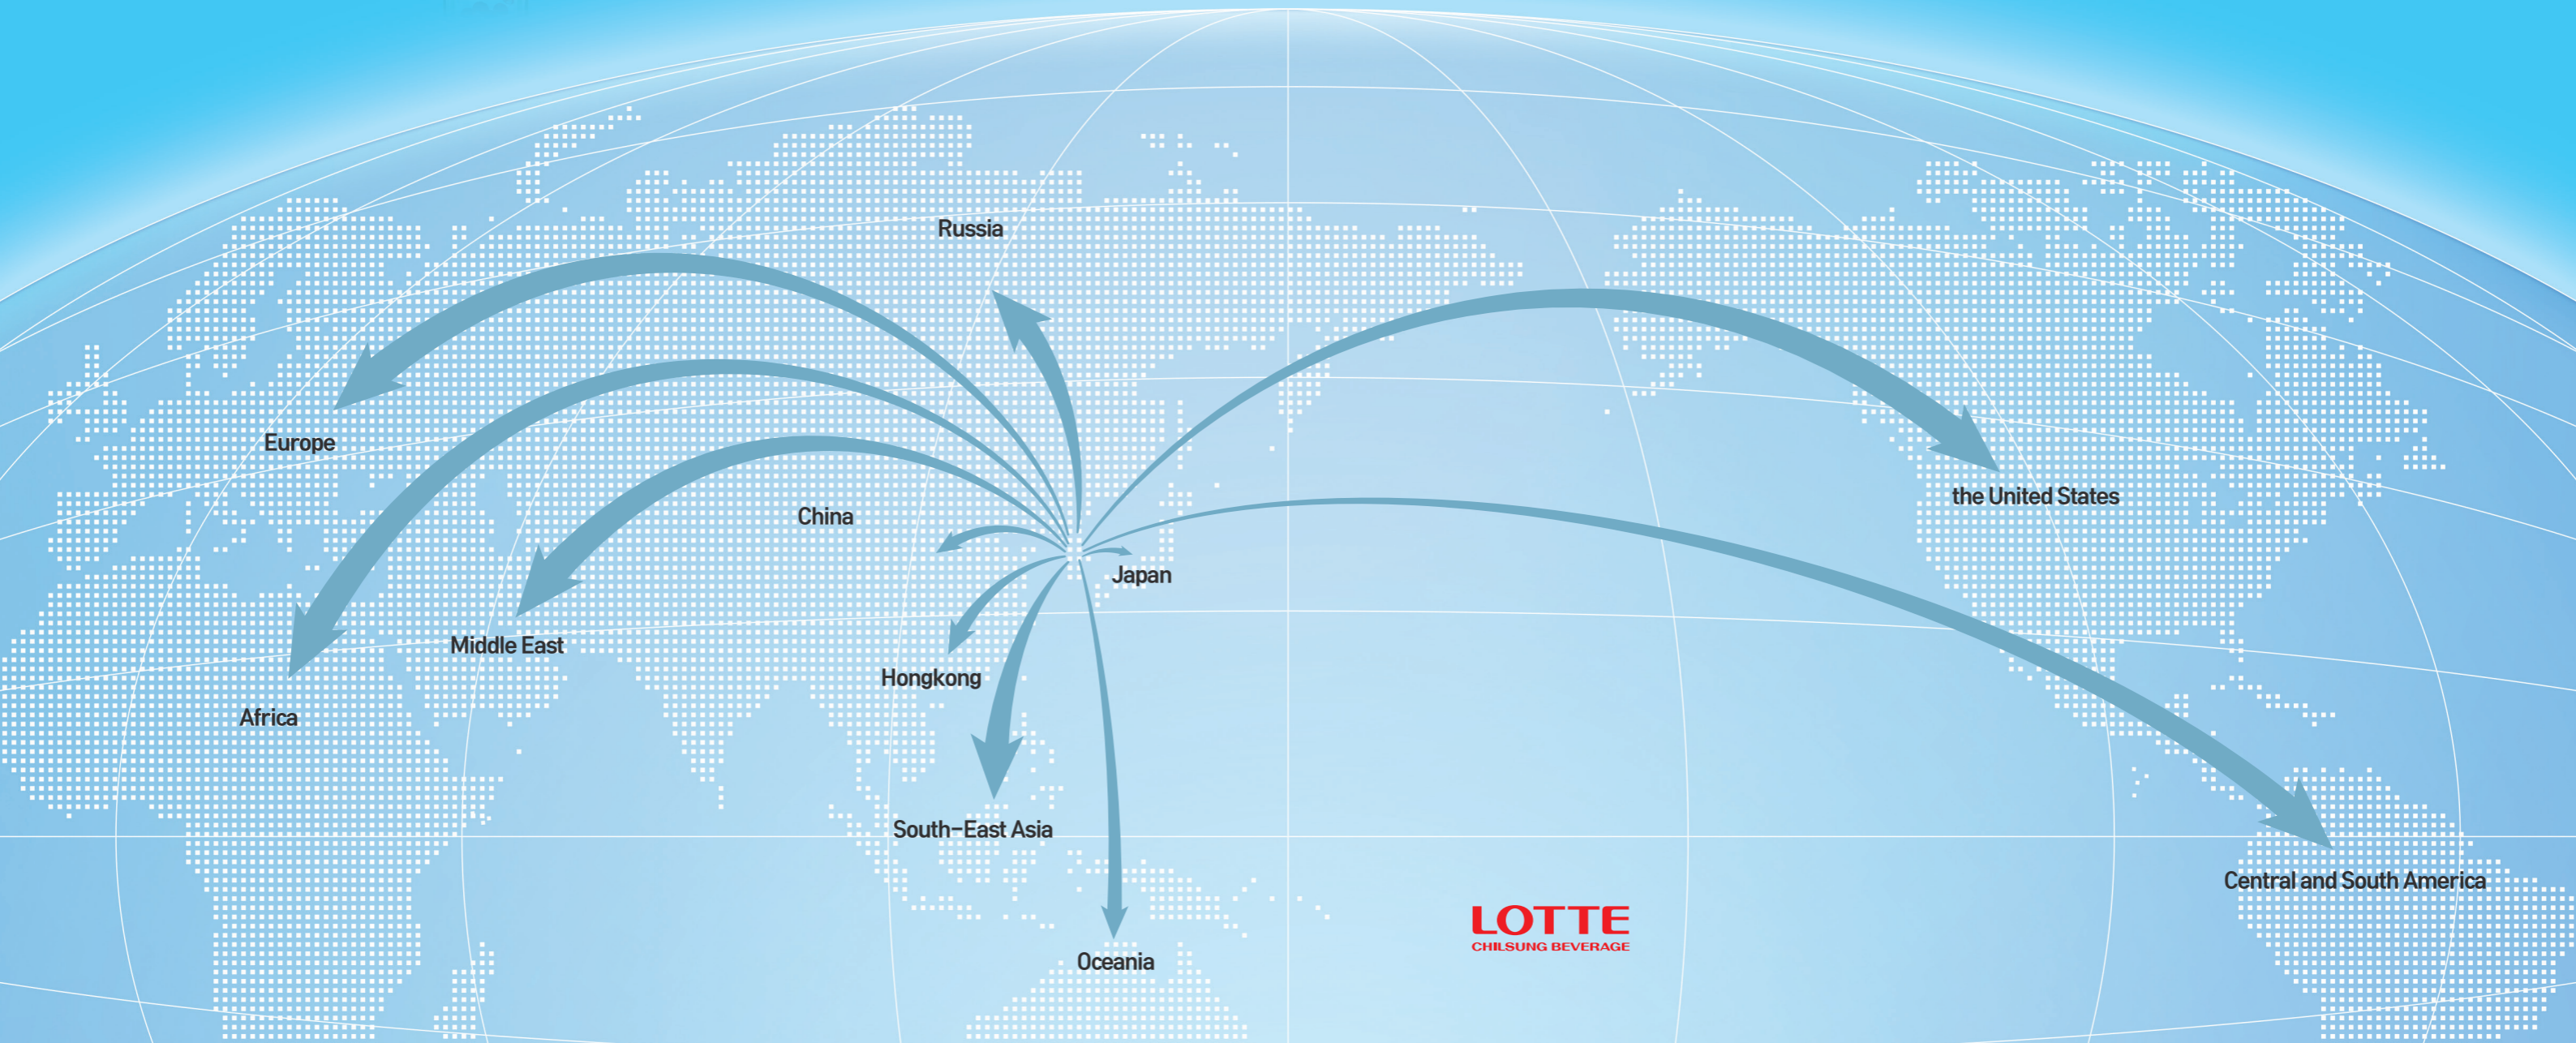 Russia
Europe
the United States
China
Japan
Middle East
Hongkong
Africa
South-East Asia
Central and South America
LOTTE
CHILSUNG BEVERAGE
Oceania